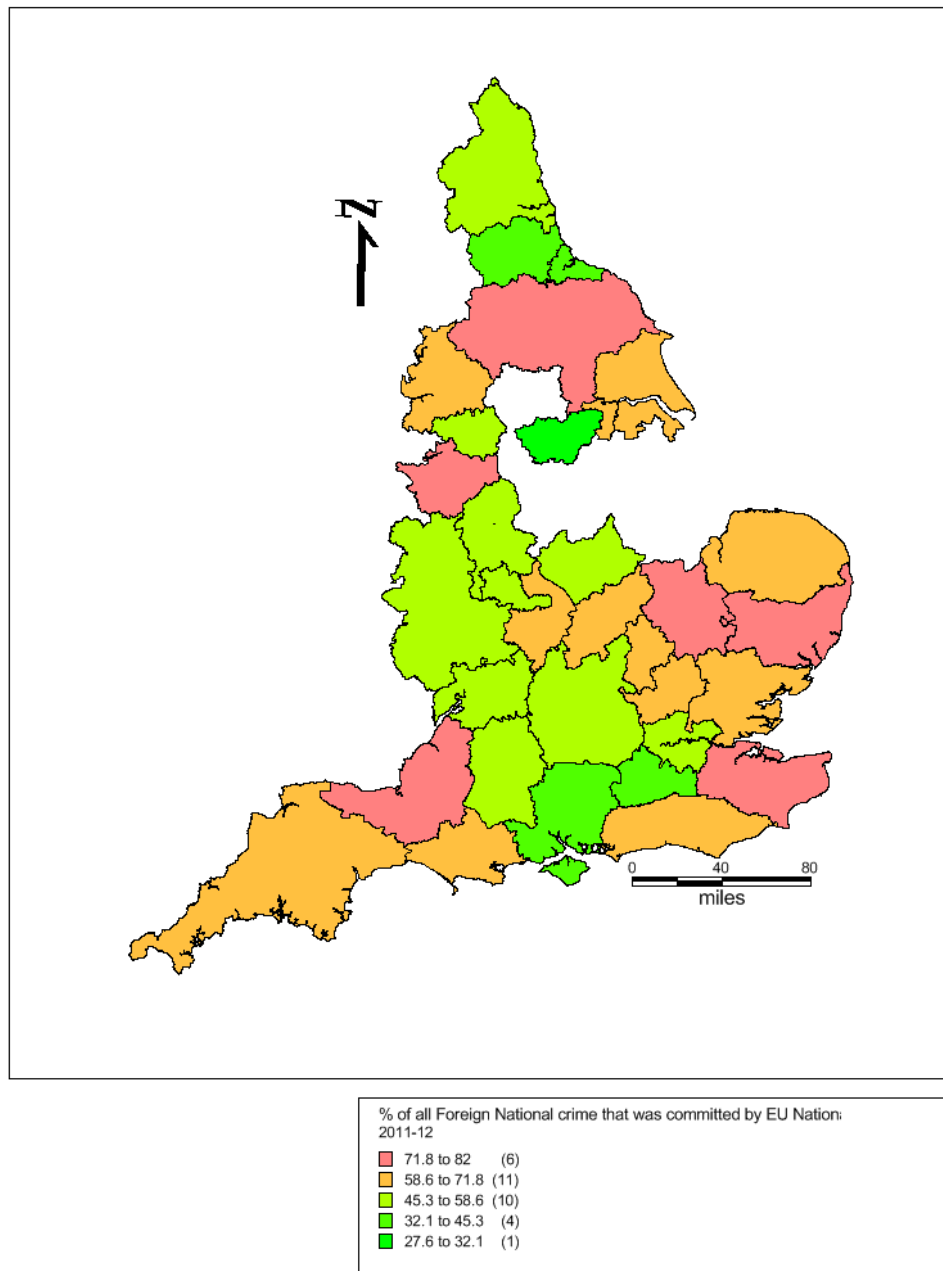 N
0 40 80
miles
% of all Foreign National crime that was committed by EU Nationa
2011-12
71.8 to 82 (6)
58.6 to 71.8 (11)
45.3 to 58.6 (10)
32.1 to 45.3 (4)
27.6 to 32.1 (1)